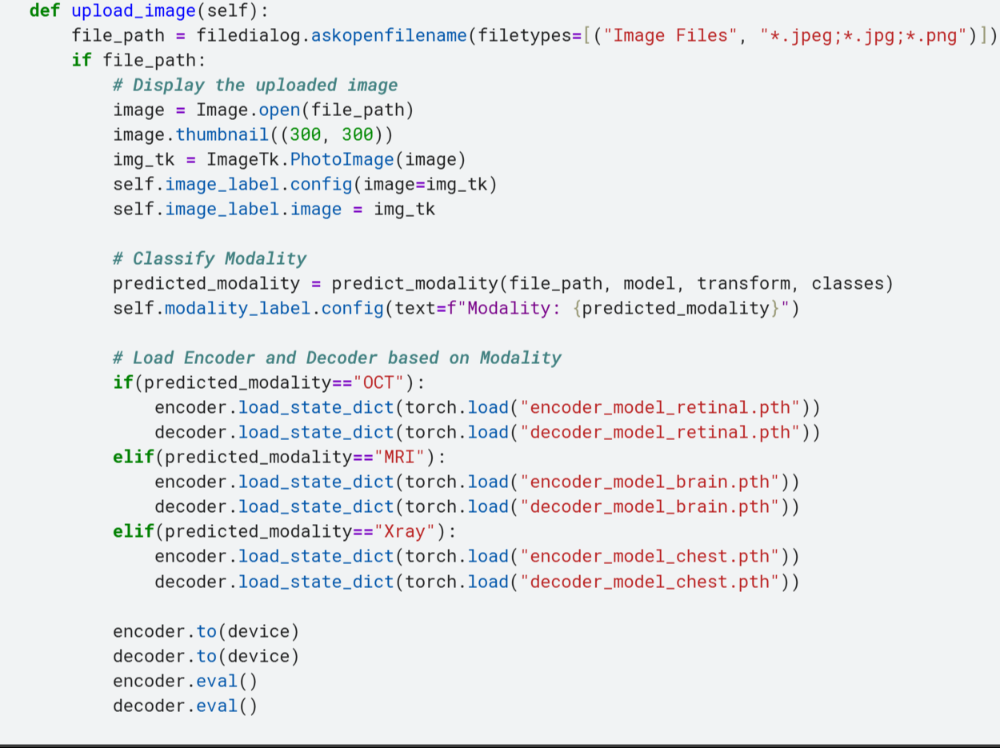 def upload_image(self):
    file_path = filedialog.askopenfilename(filetypes=[("Image Files", "*.jpeg;*.jpg;*.png")])
    if file_path:
        # Display the uploaded image
        image = Image.open(file_path)
        image.thumbnail((300, 300))
        img_tk = ImageTk.PhotoImage(image)
        self.image_label.config(image=img_tk)
        self.image_label.image = img_tk

        # Classify Modality
        predicted_modality = predict_modality(file_path, model, transform, classes)
        self.modality_label.config(text=f"Modality: {predicted_modality}")

        # Load Encoder and Decoder based on Modality
        if(predicted_modality=="OCT"):
            encoder.load_state_dict(torch.load("encoder_model_retinal.pth"))
            decoder.load_state_dict(torch.load("decoder_model_retinal.pth"))
        elif(predicted_modality=="MRI"):
            encoder.load_state_dict(torch.load("encoder_model_brain.pth"))
            decoder.load_state_dict(torch.load("decoder_model_brain.pth"))
        elif(predicted_modality=="Xray"):
            encoder.load_state_dict(torch.load("encoder_model_chest.pth"))
            decoder.load_state_dict(torch.load("decoder_model_chest.pth"))

        encoder.to(device)
        decoder.to(device)
        encoder.eval()
        decoder.eval()